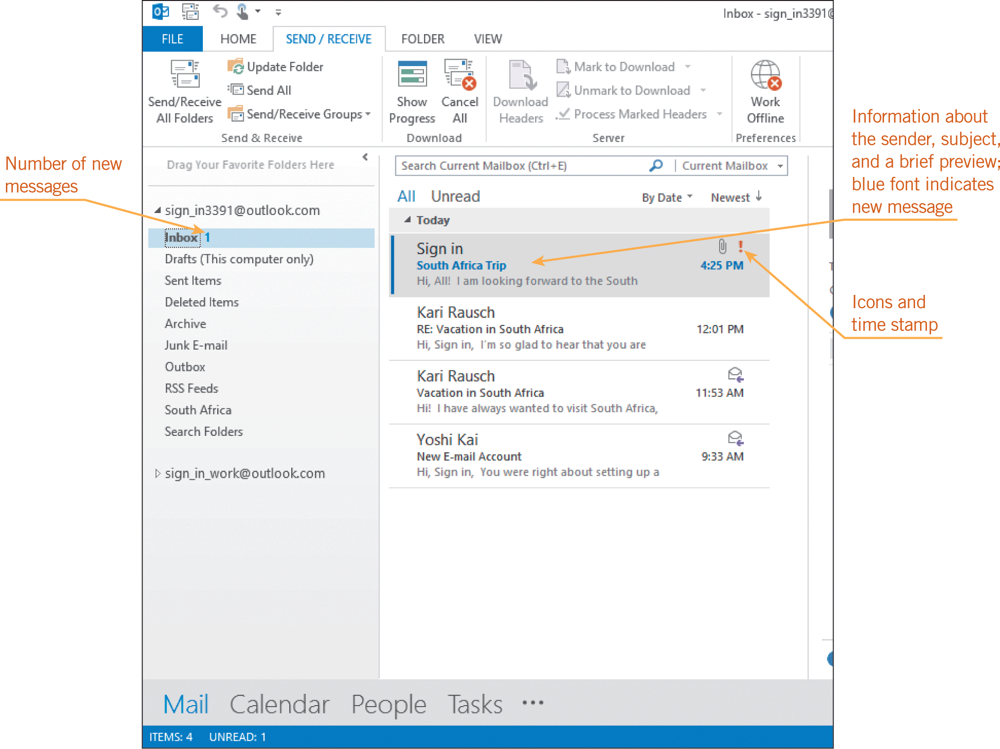 Inbox - sign_in3391@
FILE HOME SEND / RECEIVE FOLDER VIEW
Send/Receive
All Folders
Update Folder
Send All
Send/Receive Groups
Send & Receive
Show
Progress
Cancel
All
Download
Download
Headers
Mark to Download
Unmark to Download
Process Marked Headers
Server
Work
Offline
Preferences
Number of new
messages
Information about
the sender, subject,
and a brief preview;
blue font indicates
new message
Icons and
time stamp
Drag Your Favorite Folders Here
sign_in3391@outlook.com
Inbox 1
Drafts (This computer only)
Sent Items
Deleted Items
Archive
Junk E-mail
Outbox
RSS Feeds
South Africa
Search Folders
sign_in_work@outlook.com
Search Current Mailbox (Ctrl+E) Current Mailbox
All Unread By Date Newest
Today
Sign in
South Africa Trip 4:25 PM
Hi, All! I am looking forward to the South
Kari Rausch
RE: Vacation in South Africa 12:01 PM
Hi, Sign in, I'm so glad to hear that you are
Kari Rausch
Vacation in South Africa 11:53 AM
Hi! I have always wanted to visit South Africa,
Yoshi Kai
New E-mail Account 9:33 AM
Hi, Sign in, You were right about setting up a
Mail Calendar People Tasks •••
ITEMS: 4 UNREAD: 1